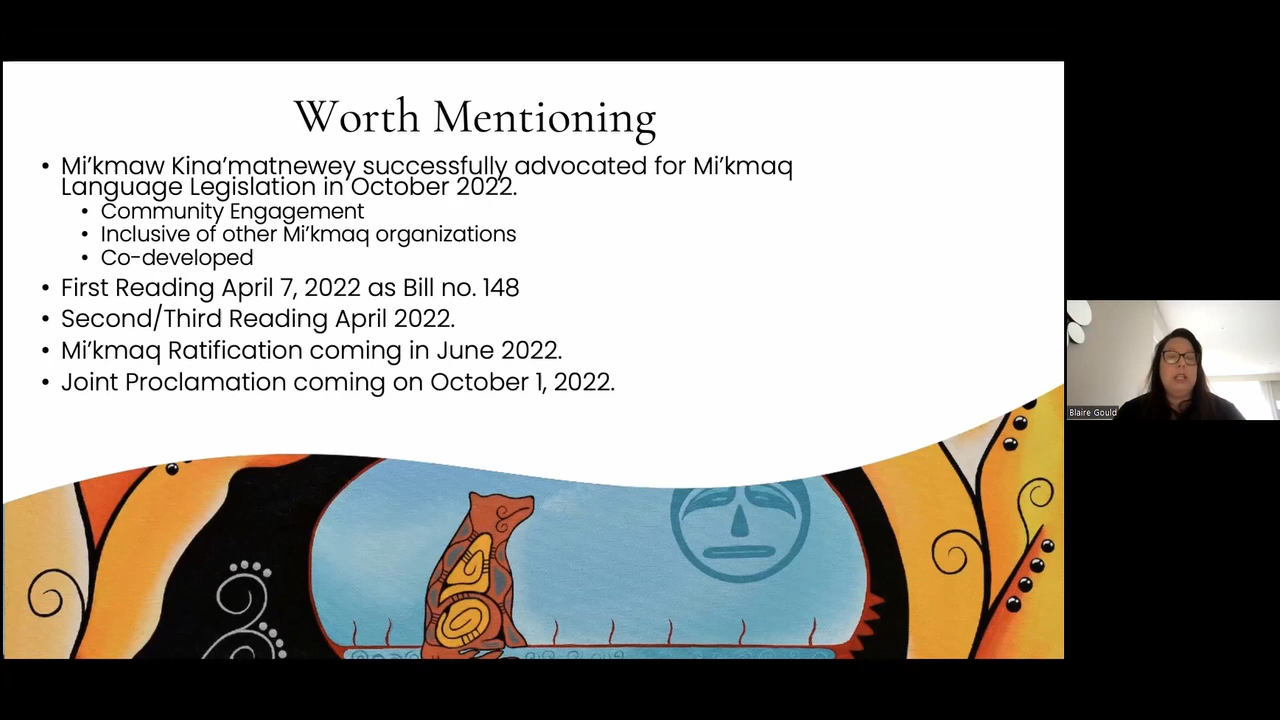 Worth Mentioning
• Mi’kmaw Kina’matnewey successfully advocated for Mi’kmaq
Language Legislation in October 2022.
• Community Engagement
• Inclusive of other Mi’kmaq organizations
• Co-developed
• First Reading April 7, 2022 as Bill no. 148
• Second/Third Reading April 2022.
• Mi’kmaq Ratification coming in June 2022.
• Joint Proclamation coming on October 1, 2022.
Blaire Gould